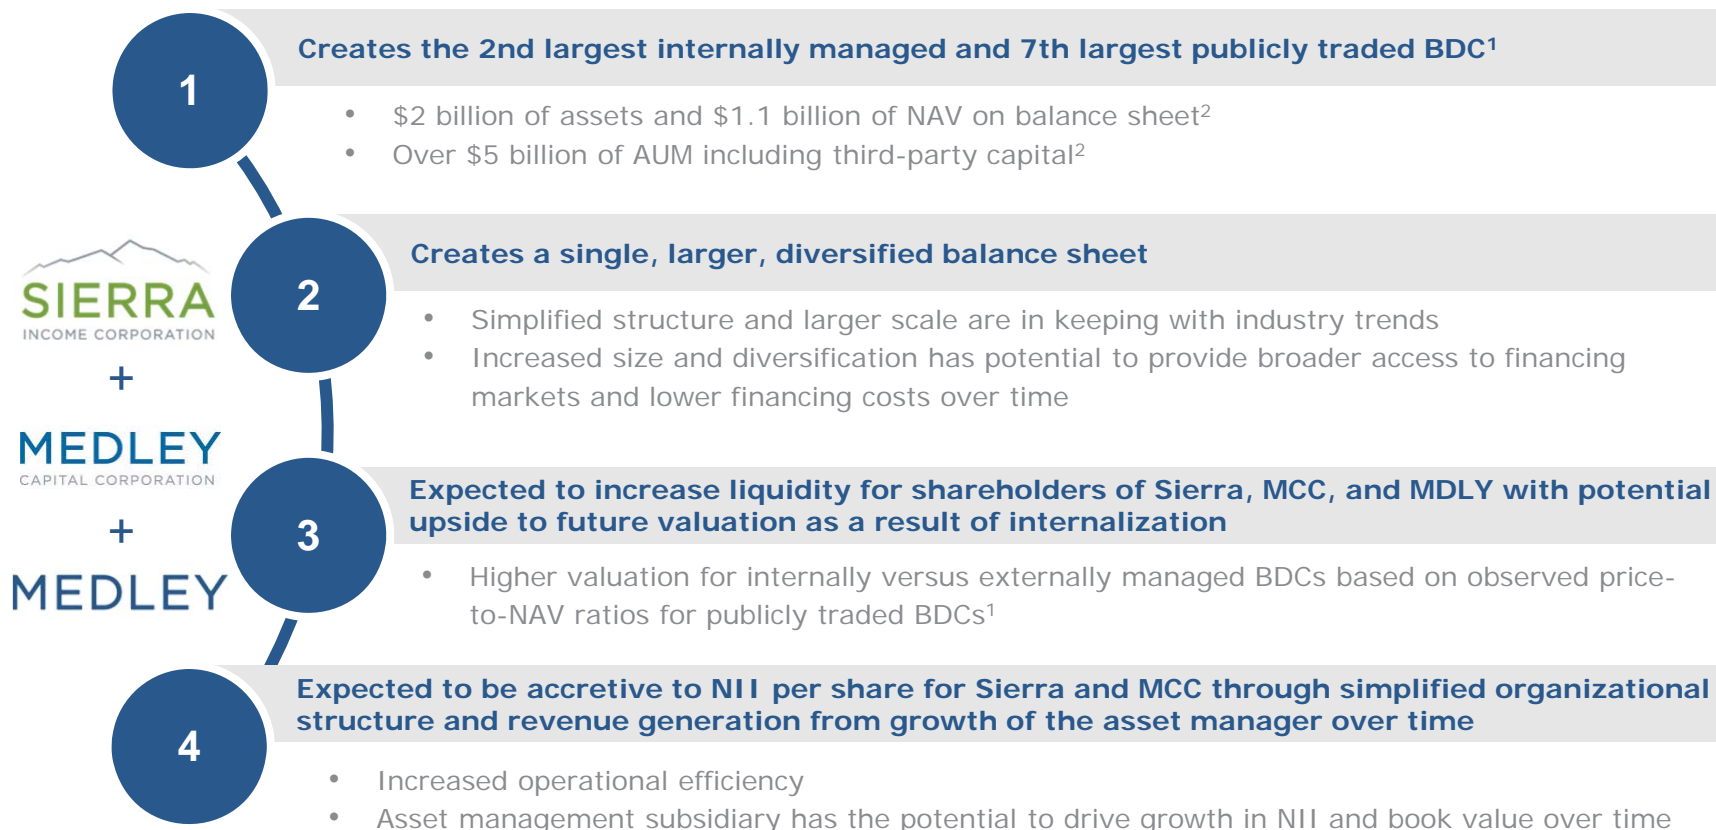 1
Creates the 2nd largest internally managed and 7th largest publicly traded BDC¹
• $2 billion of assets and $1.1 billion of NAV on balance sheet²
• Over $5 billion of AUM including third-party capital²
SIERRA
INCOME CORPORATION
+
MEDLEY
CAPITAL CORPORATION
+
MEDLEY
2
Creates a single, larger, diversified balance sheet
• Simplified structure and larger scale are in keeping with industry trends
• Increased size and diversification has potential to provide broader access to financing
markets and lower financing costs over time
3
Expected to increase liquidity for shareholders of Sierra, MCC, and MDLY with potential
upside to future valuation as a result of internalization
• Higher valuation for internally versus externally managed BDCs based on observed price-
to-NAV ratios for publicly traded BDCs¹
4
Expected to be accretive to NII per share for Sierra and MCC through simplified organizational
structure and revenue generation from growth of the asset manager over time
• Increased operational efficiency
• Asset management subsidiary has the potential to drive growth in NII and book value over time